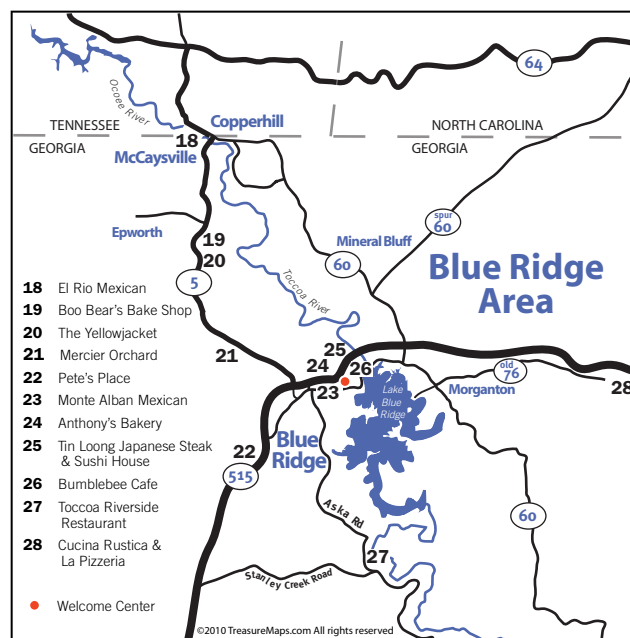 64
Ocoee River
Copperhill
TENNESSEE
NORTH CAROLINA
18
GEORGIA
GEORGIA
McCaysville
spur
60
Epworth
19
Mineral Bluff
20
60
Blue Ridge
Area
5
Toccoa River
18 El Rio Mexican
19 Boo Bear's Bake Shop
20 The Yellowjacket
21 Mercier Orchard
22 Pete's Place
23 Monte Alban Mexican
24 Anthony's Bakery
25 Tin Loong Japanese Steak
& Sushi House
26 Bumblebee Cafe
27 Toccoa Riverside
Restaurant
28 Cucina Rustica &
La Pizzeria
Welcome Center
21
25
24
26
23
old
76
28
Lake
Blue
Ridge
Morganton
22
Blue
Ridge
515
Aska Rd
60
27
Stanley Creek Road
©2010 TreasureMaps.com All rights reserved